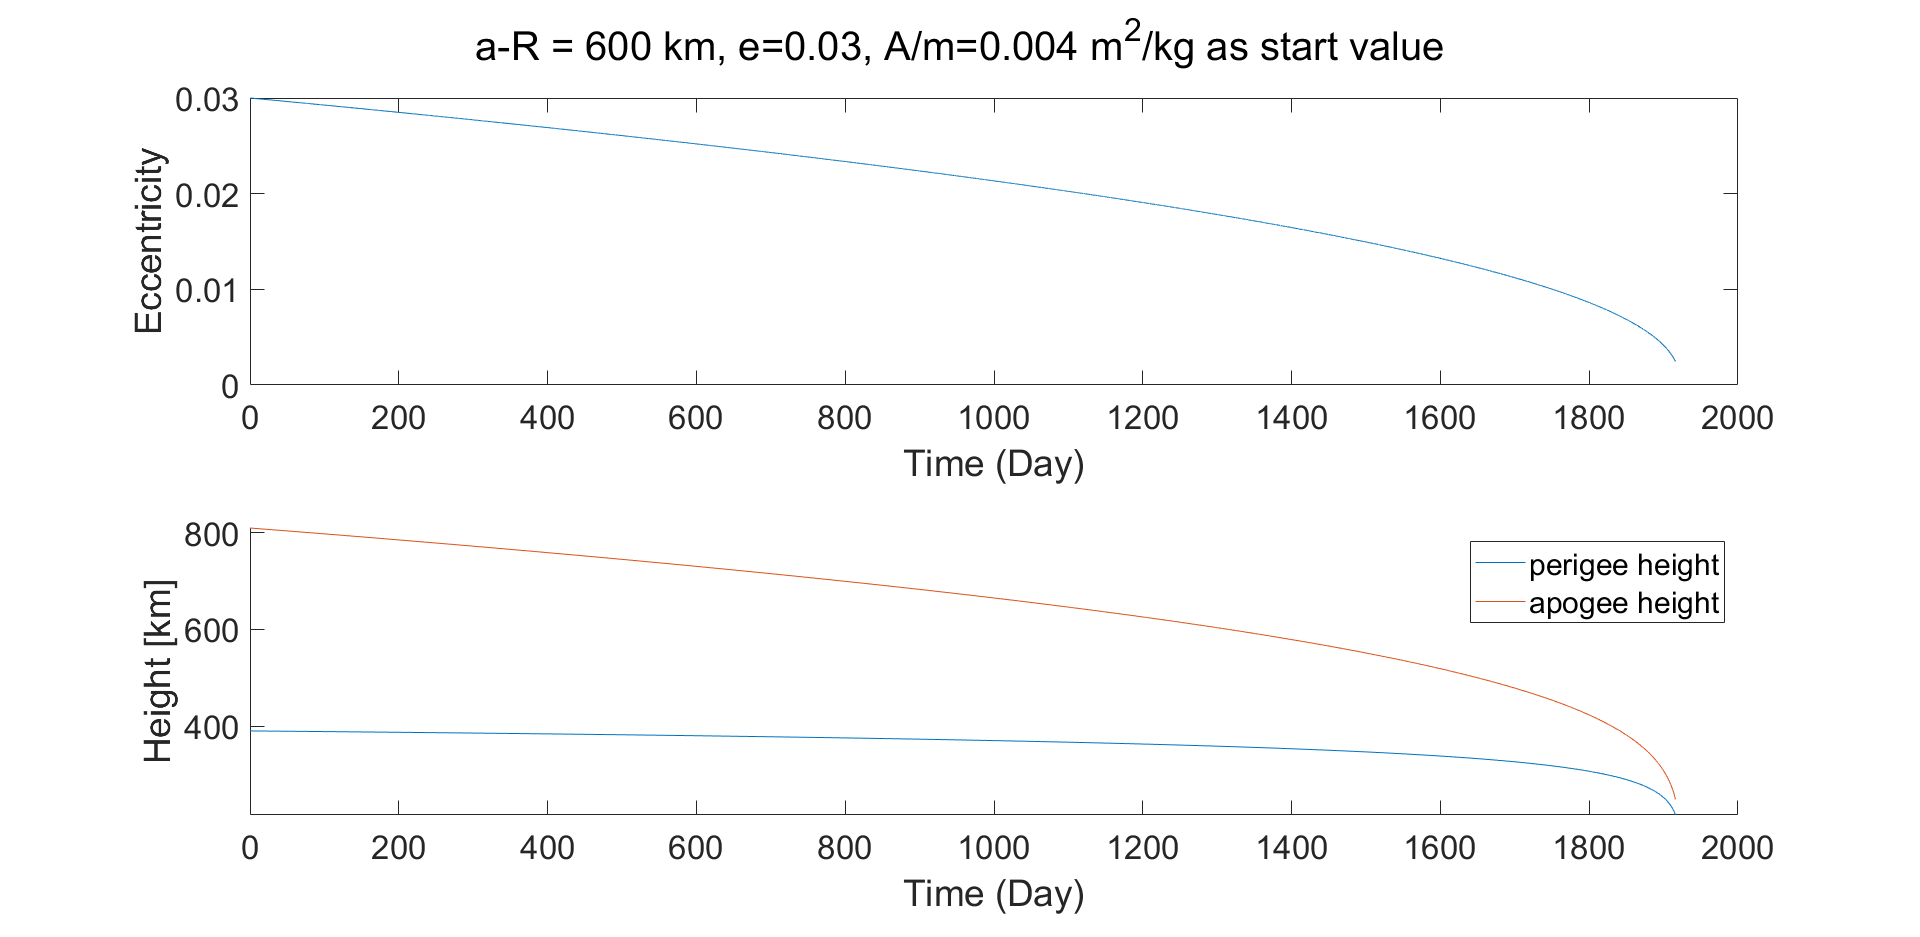 a-R = 600 km, e=0.03, A/m=0.004 m²/kg as start value
0.03
0.02
0.01
0
Eccentricity
0 200 400 600 800 1000 1200 1400 1600 1800 2000
Time (Day)
800
600
400
Height [km]
perigee height
apogee height
0 200 400 600 800 1000 1200 1400 1600 1800 2000
Time (Day)